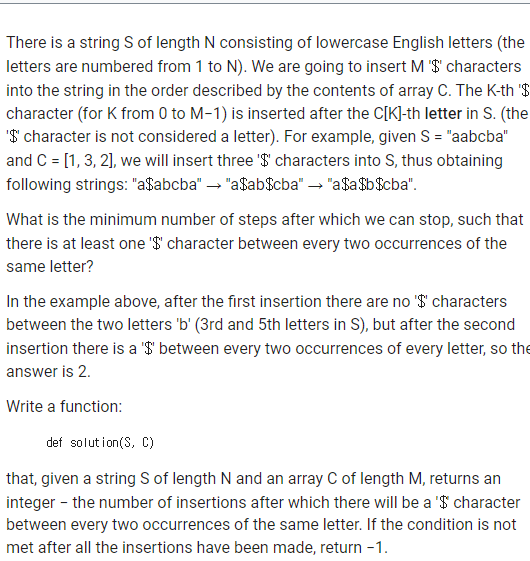 There is a string S of length N consisting of lowercase English letters (the
letters are numbered from 1 to N). We are going to insert M '$' characters
into the string in the order described by the contents of array C. The K-th '$'
character (for K from 0 to M−1) is inserted after the C[K]-th letter in S. (the
'$' character is not considered a letter). For example, given S = "aabcba"
and C = [1, 3, 2], we will insert three '$' characters into S, thus obtaining
following strings: "a$abcba" → "a$ab$cba" → "a$a$b$cba".
What is the minimum number of steps after which we can stop, such that
there is at least one '$' character between every two occurrences of the
same letter?
In the example above, after the first insertion there are no '$' characters
between the two letters 'b' (3rd and 5th letters in S), but after the second
insertion there is a '$' between every two occurrences of every letter, so the
answer is 2.
Write a function:
def solution(S, C)
that, given a string S of length N and an array C of length M, returns an
integer − the number of insertions after which there will be a '$' character
between every two occurrences of the same letter. If the condition is not
met after all the insertions have been made, return −1.